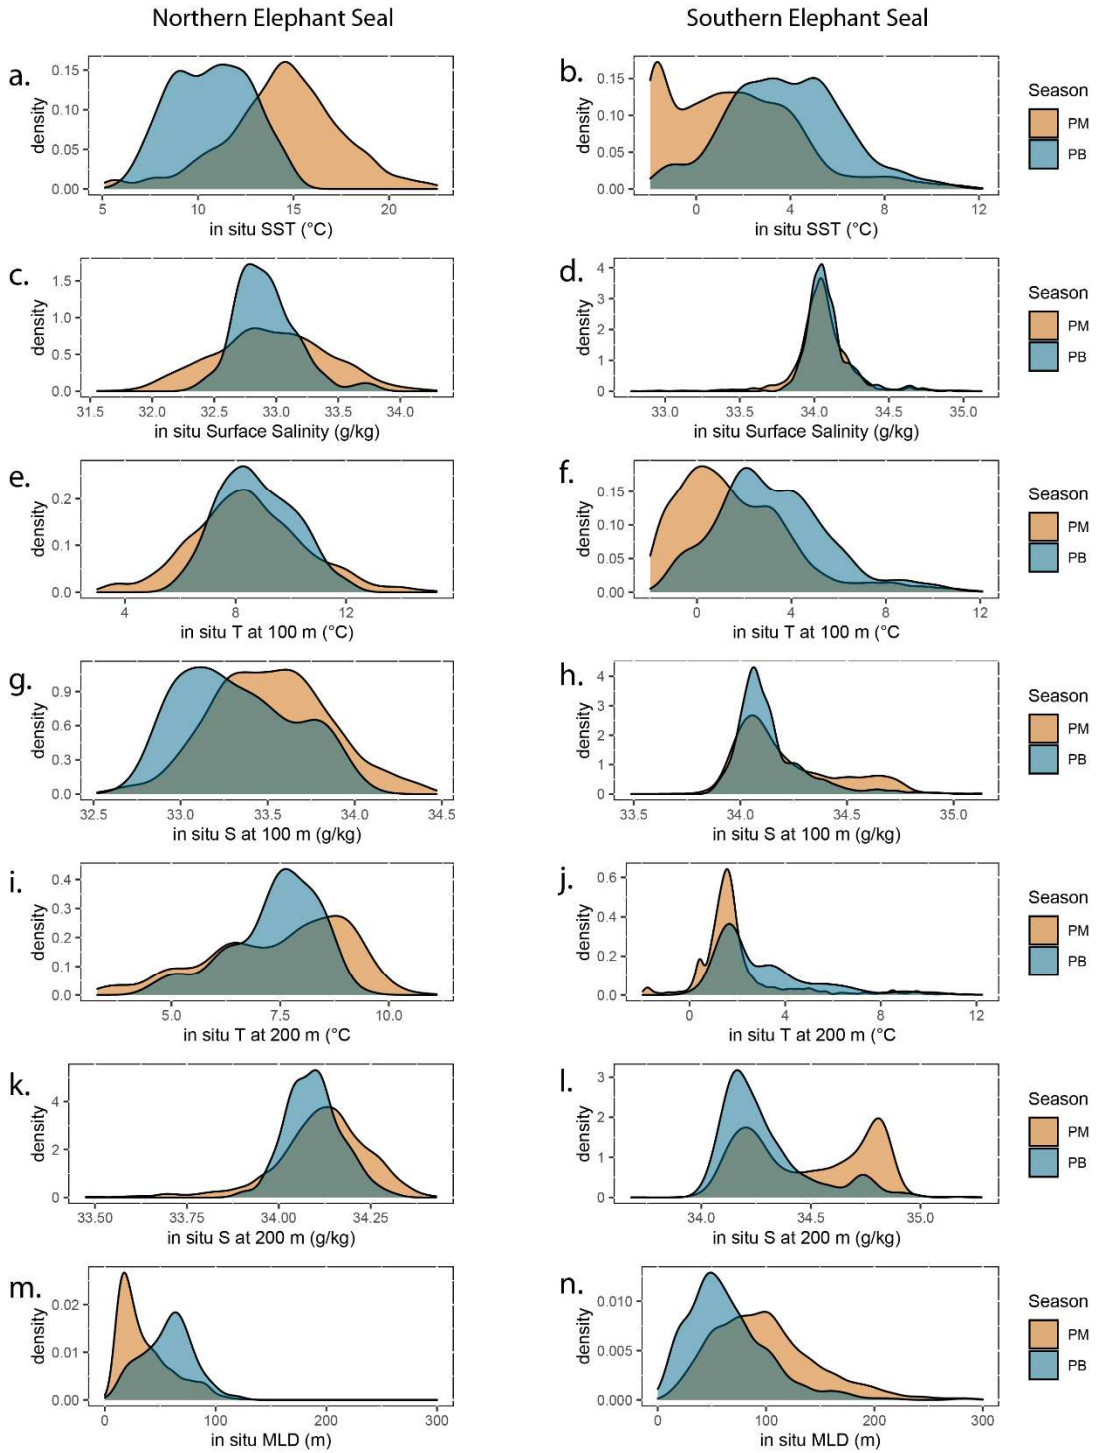 Northern Elephant Seal
Southern Elephant Seal
a.
density
0.15
0.10
0.05
0.00
5
10
15
20
in situ SST (°C)
b.
density
0.15
0.10
0.05
0.00
0
4
8
12
in situ SST (°C)
Season
PM
PB
c.
density
1.5
1.0
0.5
0.0
31.5
32.0
32.5
33.0
33.5
34.0
in situ Surface Salinity (g/kg)
d.
density
4
3
2
1
0
33.0
33.5
34.0
34.5
35.0
in situ Surface Salinity (g/kg)
Season
PM
PB
e.
density
0.2
0.1
0.0
4
8
12
in situ T at 100 m (°C)
f.
density
0.15
0.10
0.05
0.00
0
4
8
12
in situ T at 100 m (°C
Season
PM
PB
g.
density
0.9
0.6
0.3
0.0
32.5
33.0
33.5
34.0
34.5
in situ S at 100 m (g/kg)
h.
density
4
3
2
1
0
33.5
34.0
34.5
35.0
in situ S at 100 m (g/kg)
Season
PM
PB
i.
density
0.4
0.3
0.2
0.1
0.0
5.0
7.5
10.0
in situ T at 200 m (°C
j.
density
0.6
0.4
0.2
0.0
0
4
8
12
in situ T at 200 m (°C
Season
PM
PB
k.
density
4
2
0
33.50
33.75
34.00
34.25
in situ S at 200 m (g/kg)
l.
density
3
2
1
0
34.0
34.5
35.0
in situ S at 200 m (g/kg)
Season
PM
PB
m.
density
0.02
0.01
0.00
0
100
200
300
in situ MLD (m)
n.
density
0.010
0.005
0.000
0
100
200
300
in situ MLD (m)
Season
PM
PB